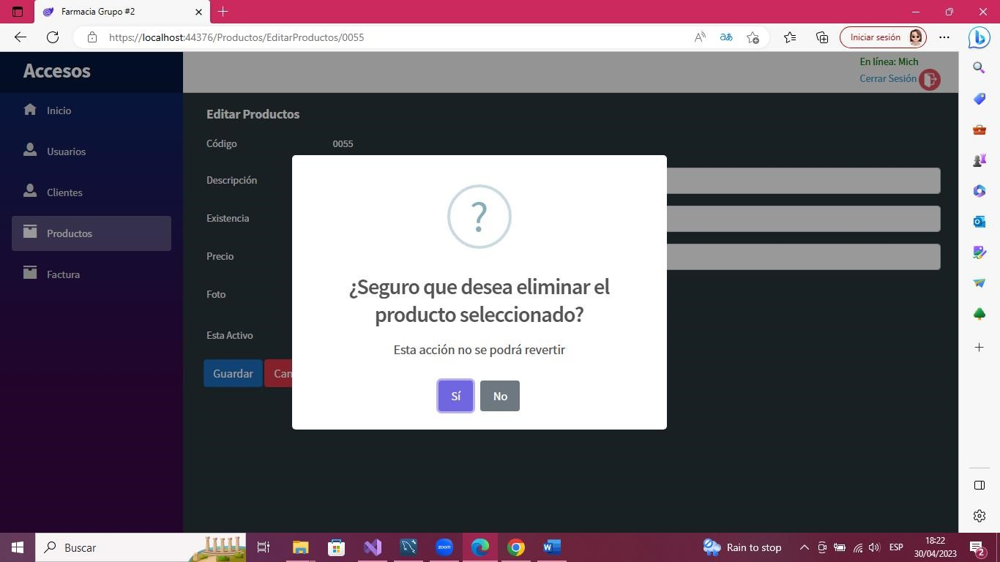 Farmacia Grupo #2
https://localhost:44376/Productos/EditarProductos/0055
Iniciar sesión
Accesos
En línea: Mich
Cerrar Sesión
Inicio
Usuarios
Clientes
Productos
Factura
Editar Productos
Código 0055
Descripción
Existencia
Precio
Foto
Esta Activo
Guardar
Can
?
¿Seguro que desea eliminar el
producto seleccionado?
Esta acción no se podrá revertir
Sí No
Buscar
zoom
Rain to stop
ESP
18:22
30/04/2023
2